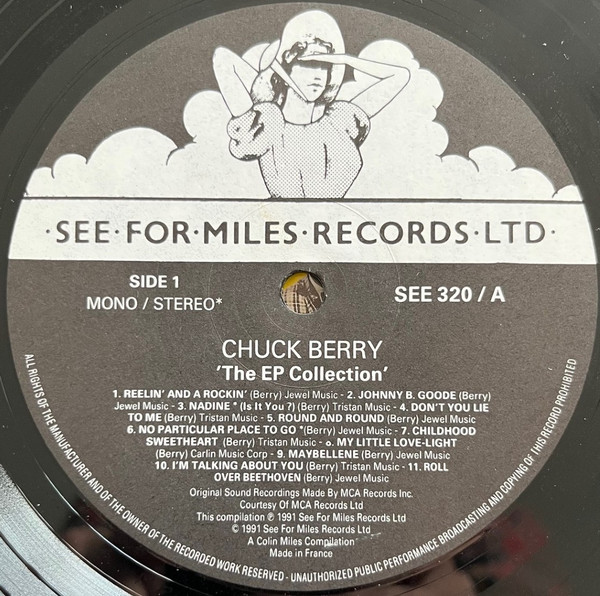 ·SEE·FOR·MILES·RECORDS·LTD·
SIDE 1
MONO / STEREO*
SEE 320 / A
CHUCK BERRY
'The EP Collection'
1. REELIN' AND A ROCKIN' (Berry) Jewel Music - 2. JOHNNY B. GOODE (Berry)
Jewel Music - 3. NADINE * (Is It You ?) (Berry) Tristan Music - 4. DON'T YOU LIE
TO ME (Berry) Tristan Music - 5. ROUND AND ROUND (Berry) Jewel Music -
6. NO PARTICULAR PLACE TO GO *(Berry) Jewel Music - 7. CHILDHOOD
SWEETHEART (Berry) Tristan Music - o. MY LITTLE LOVE-LIGHT
(Berry) Carlin Music Corp - 9. MAYBELLENE (Berry) Jewel Music -
10. I'M TALKING ABOUT YOU (Berry) Tristan Music - 11. ROLL
OVER BEETHOVEN (Berry) Jewel Music
Original Sound Recordings Made By MCA Records Inc.
Courtesy Of MCA Records Ltd
This compilation ℗ 1991 See For Miles Records Ltd
© 1991 See For Miles Records Ltd
A Colin Miles Compilation
Made in France
ALL RIGHTS OF THE MANUFACTURER AND OF THE OWNER OF THE RECORDED WORK RESERVED - UNAUTHORIZED PUBLIC PERFORMANCE BROADCASTING AND COPYING OF THIS RECORD PROHIBITED